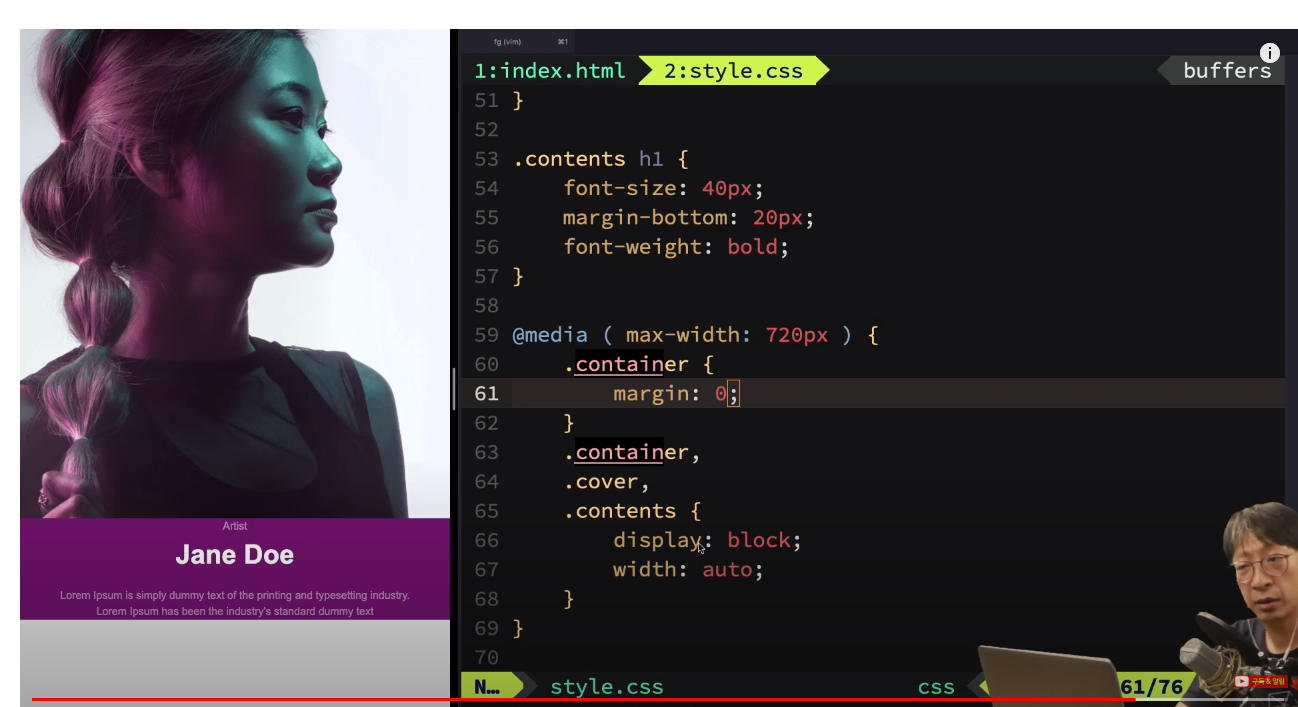 fg (vim) ⌘1
1:index.html 2:style.css buffers
51 }
52
53 .contents h1 {
54 font-size: 40px;
55 margin-bottom: 20px;
56 font-weight: bold;
57 }
58
59 @media ( max-width: 720px ) {
60 .container {
61 margin: 0;
62 }
63 .container,
64 .cover,
65 .contents {
66 display: block;
67 width: auto;
68 }
69 }
70
N… style.css css 61/76
Artist
Jane Doe
Lorem Ipsum is simply dummy text of the printing and typesetting industry.
Lorem Ipsum has been the industry's standard dummy text
구독&알림